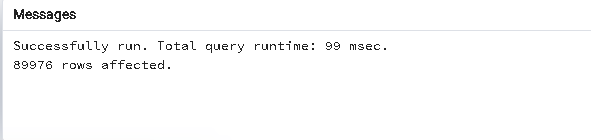 Messages
Successfully run. Total query runtime: 99 msec.
89976 rows affected.